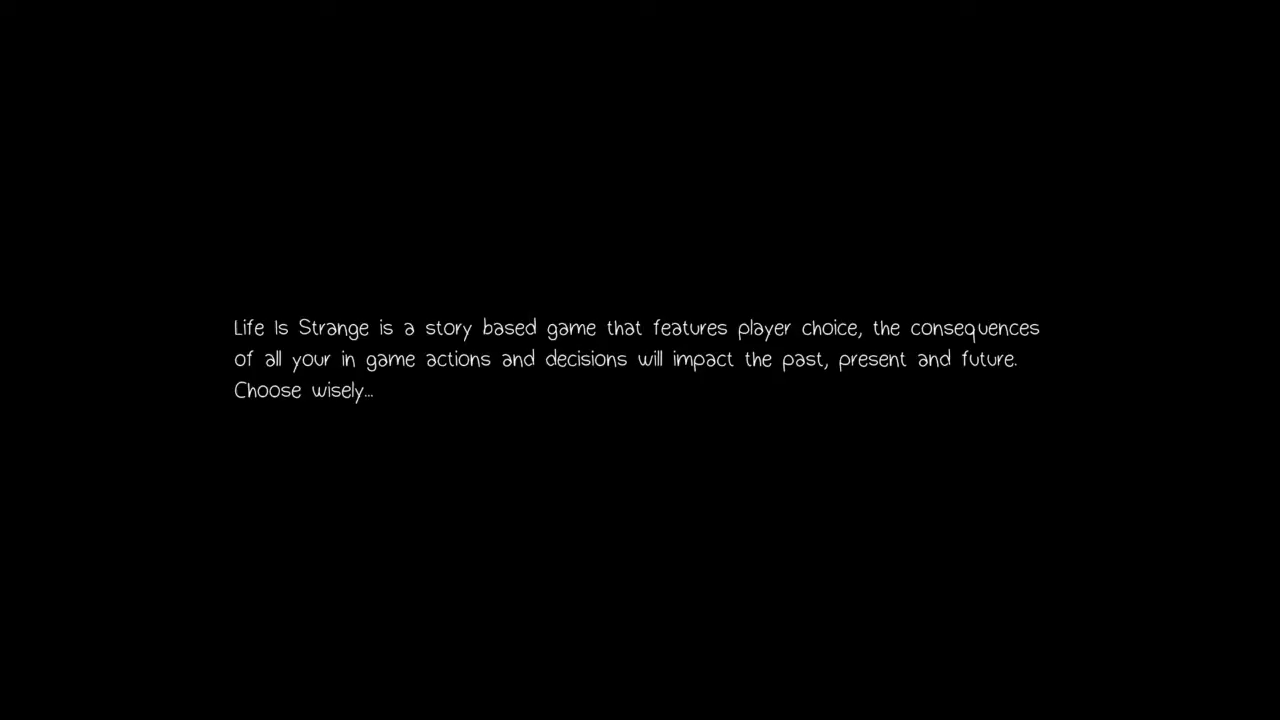 Life Is Strange is a story based game that features player choice, the consequences
of all your in game actions and decisions will impact the past, present and future.
Choose wisely...